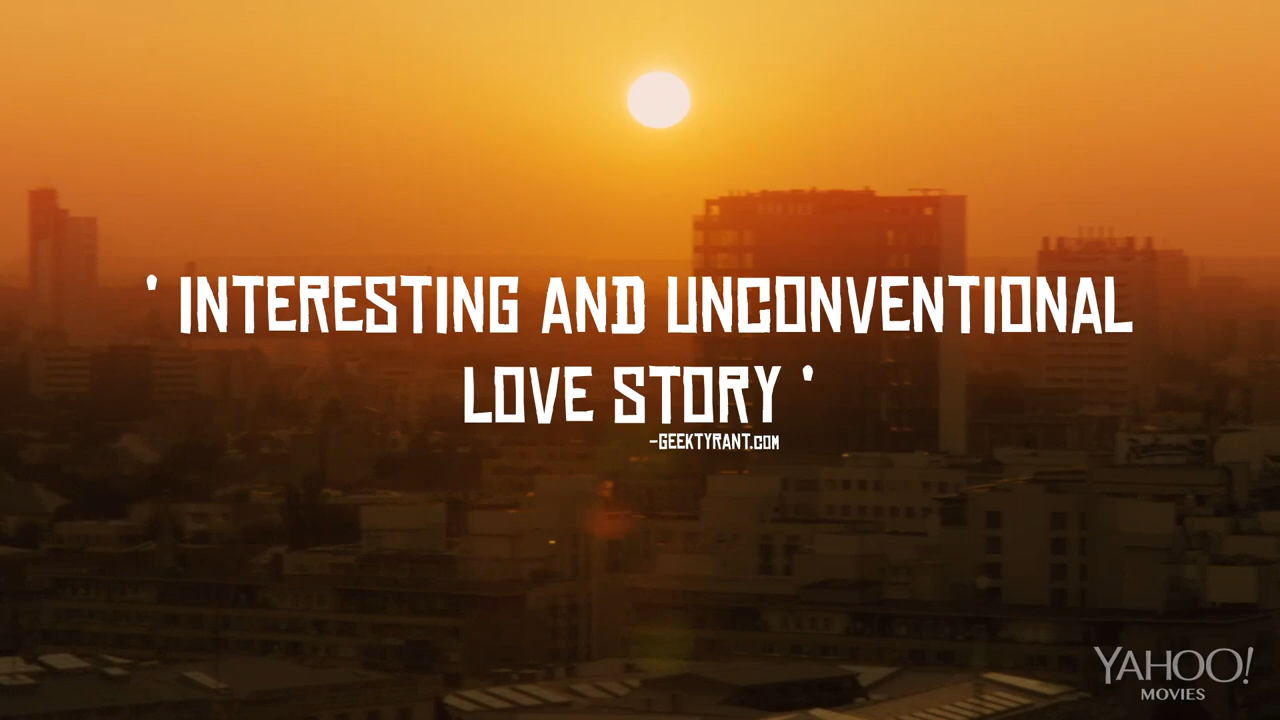 ' INTERESTING AND UNCONVENTIONAL
LOVE STORY '
-GEEKTYRANT.COM
YAHOO!
MOVIES